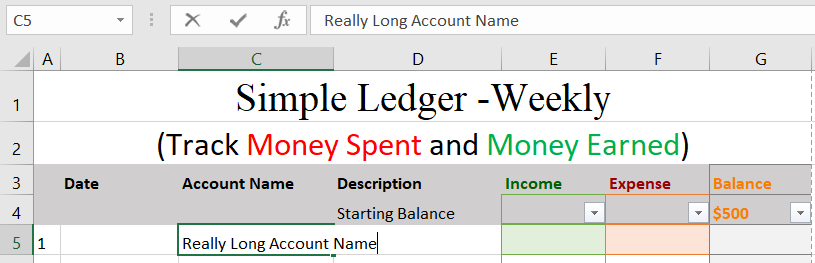 C5 fx Really Long Account Name
A B C D E F G
1 Simple Ledger -Weekly
2 (Track Money Spent and Money Earned)
3 Date Account Name Description Income Expense Balance
4 Starting Balance $500
5 1 Really Long Account Name